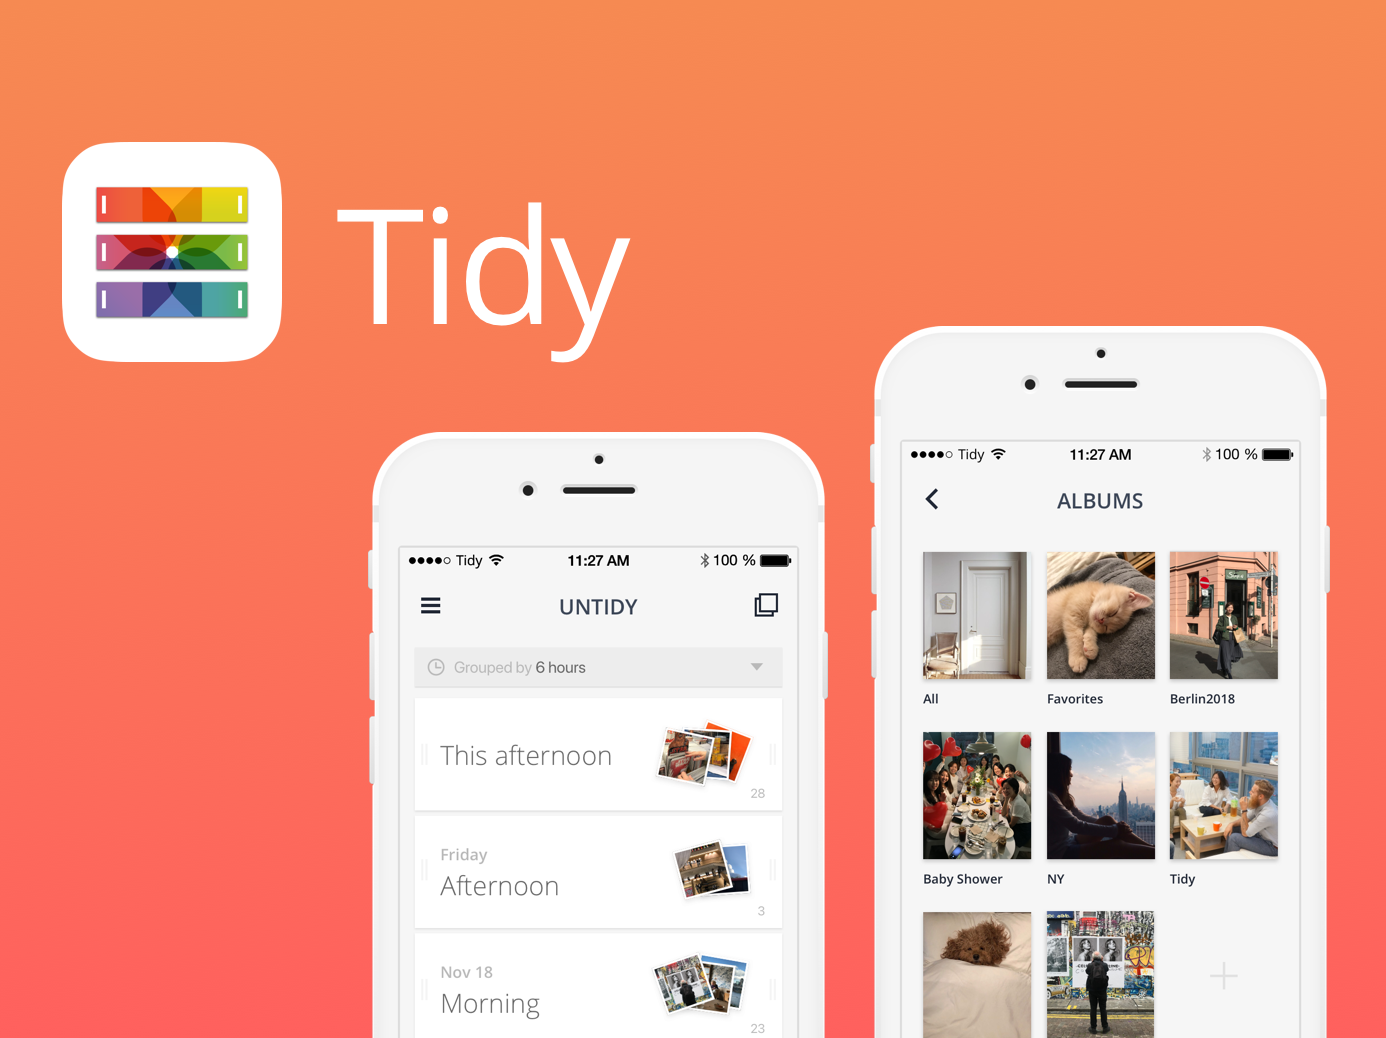 Tidy
Tidy 11:27 AM 100 %
UNTIDY
Grouped by 6 hours
This afternoon
28
Friday
Afternoon
3
Nov 18
Morning
23
Tidy 11:27 AM 100 %
ALBUMS
All Favorites Berlin2018
Baby Shower NY Tidy